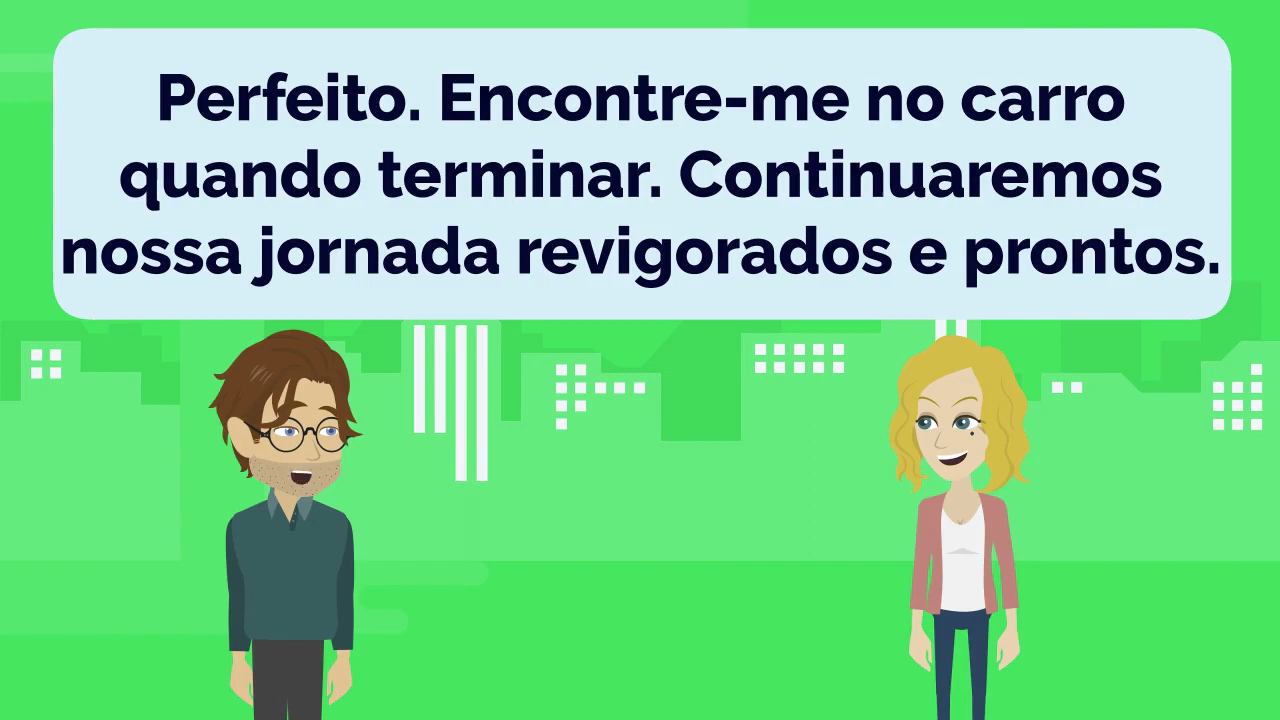 Perfeito. Encontre-me no carro
quando terminar. Continuaremos
nossa jornada revigorados e prontos.